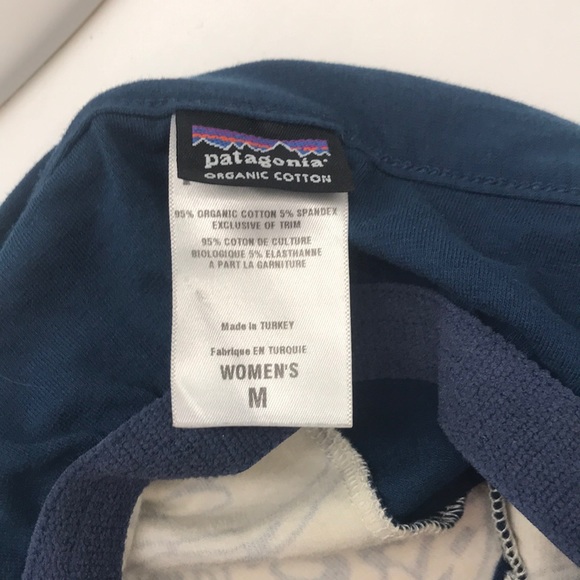 patagonia
ORGANIC COTTON
95% ORGANIC COTTON 5% SPANDEX
EXCLUSIVE OF TRIM
95% COTON DE CULTURE
BIOLOGIQUE 5% ELASTHANNE
A PART LA GARNITURE
Made in TURKEY
Fabrique EN TURQUIE
WOMEN'S
M